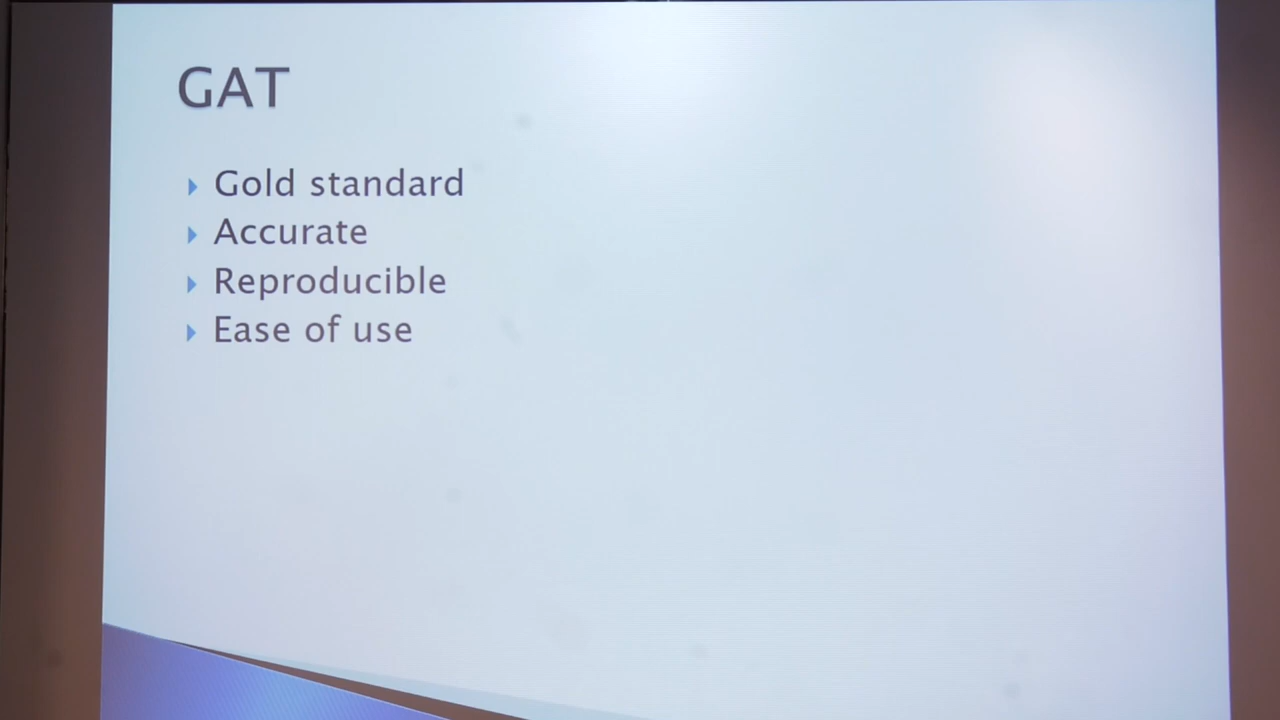 GAT
Gold standard
Accurate
Reproducible
Ease of use